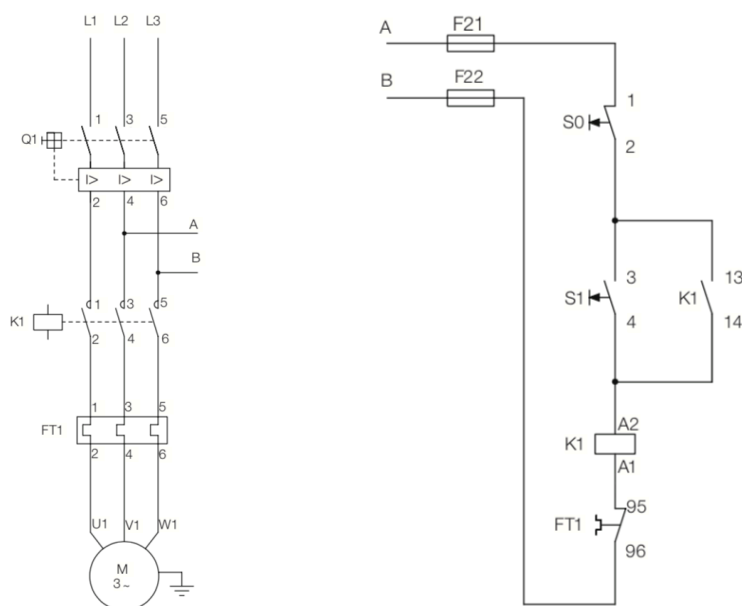 L1 L2 L3
1 3 5
Q1
I> I> I>
2 4 6
A
B
1 3 5
K1
2 4 6
1 3 5
FT1
2 4 6
U1 V1 W1
M
3~
A F21
B F22
1
S0
2
3 13
S1 K1
4 14
A2
K1
A1
95
FT1
96